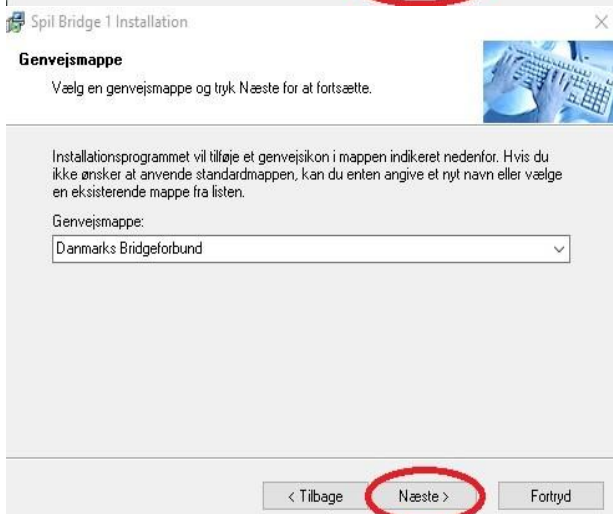 Spil Bridge 1 Installation
Genvejsmappe
Vælg en genvejsmappe og tryk Næste for at fortsætte.
Installationsprogrammet vil tilføje et genvejsikon i mappen indikeret nedenfor. Hvis du
ikke ønsker at anvende standardmappen, kan du enten angive et nyt navn eller vælge
en eksisterende mappe fra listen.
Genvejsmappe:
Danmarks Bridgeforbund
< Tilbage
Næste >
Fortryd